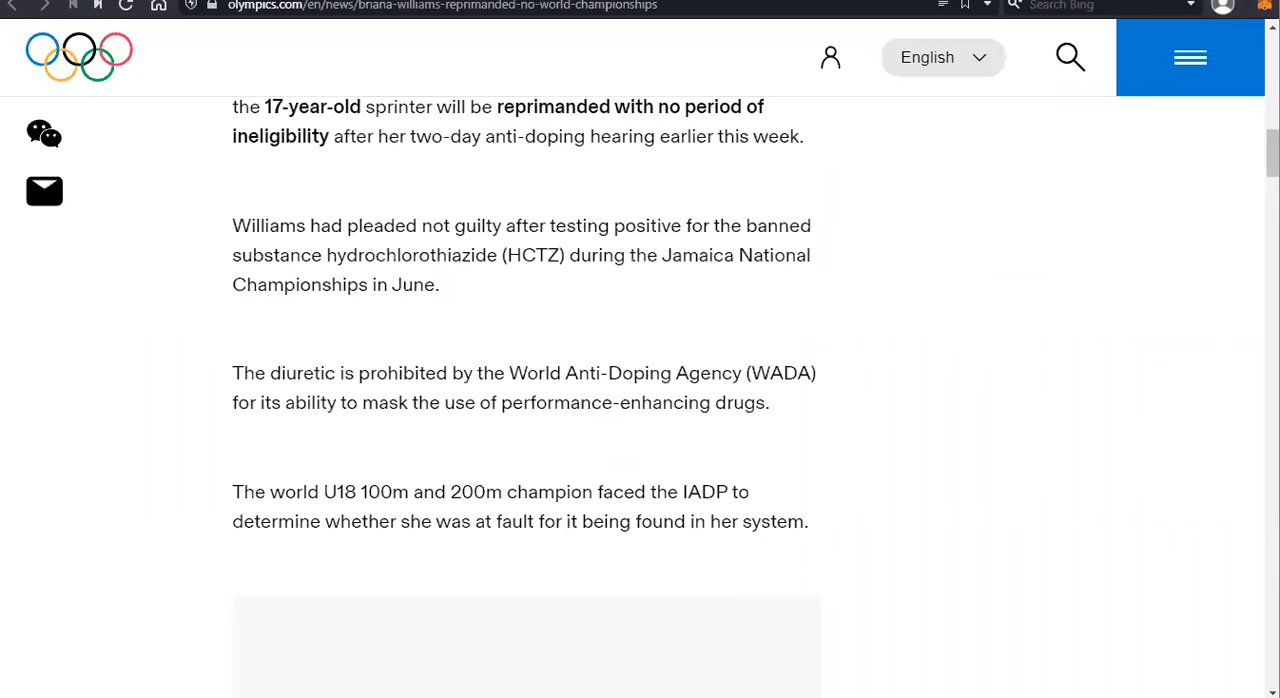 olympics.com/en/news/briana-williams-reprimanded-no-world-championships
Search Bing
English
the 17-year-old sprinter will be reprimanded with no period of
ineligibility after her two-day anti-doping hearing earlier this week.
Williams had pleaded not guilty after testing positive for the banned
substance hydrochlorothiazide (HCTZ) during the Jamaica National
Championships in June.
The diuretic is prohibited by the World Anti-Doping Agency (WADA)
for its ability to mask the use of performance-enhancing drugs.
The world U18 100m and 200m champion faced the IADP to
determine whether she was at fault for it being found in her system.